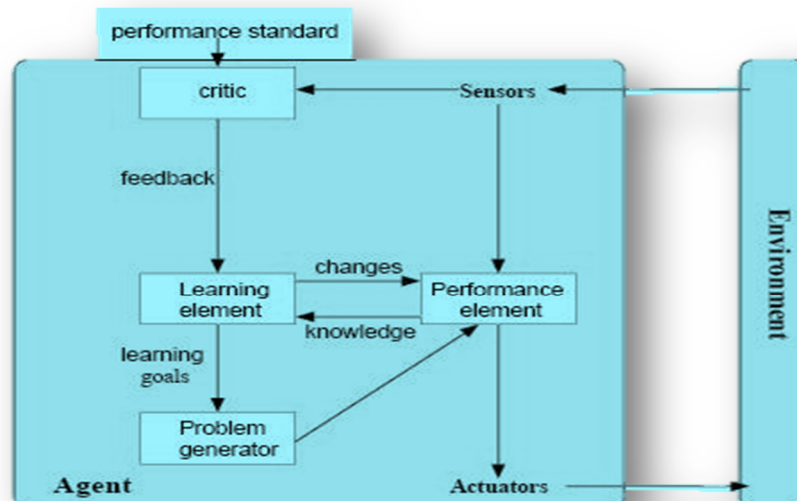 performance standard
critic
Sensors
feedback
changes
Learning
element
Performance
element
knowledge
learning
goals
Problem
generator
Agent
Actuators
Environment